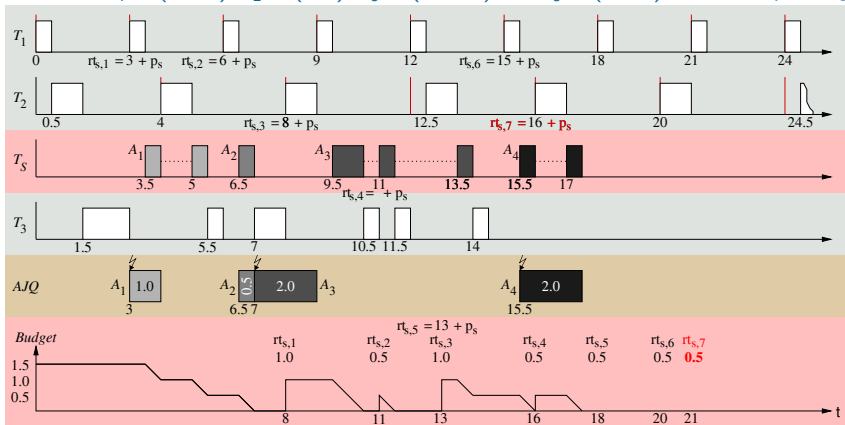 T1
0 3 6 9 12 15 18 21 24
rts,1 = 3 + ps rts,2 = 6 + ps rts,6 = 15 + ps
T2
0.5 4 8 12.5 16 20 24.5
rts,3 = 8 + ps rts,7 = 16 + ps
TS
A1 A2 A3 A4
3.5 5 6.5 9.5 11 13.5 15.5 17
rts,4 = + ps
T3
1.5 5.5 7 10.5 11.5 14
AJQ
A1 1.0 A2 0.5 2.0 A3 A4 2.0
3 6.5 7 15.5
rts,5 = 13 + ps
Budget
rts,1 rts,2 rts,3 rts,4 rts,5 rts,6 rts,7
1.0 0.5 1.0 0.5 0.5 0.5 0.5
1.5
1.0
0.5
8 11 13 16 18 20 21
t